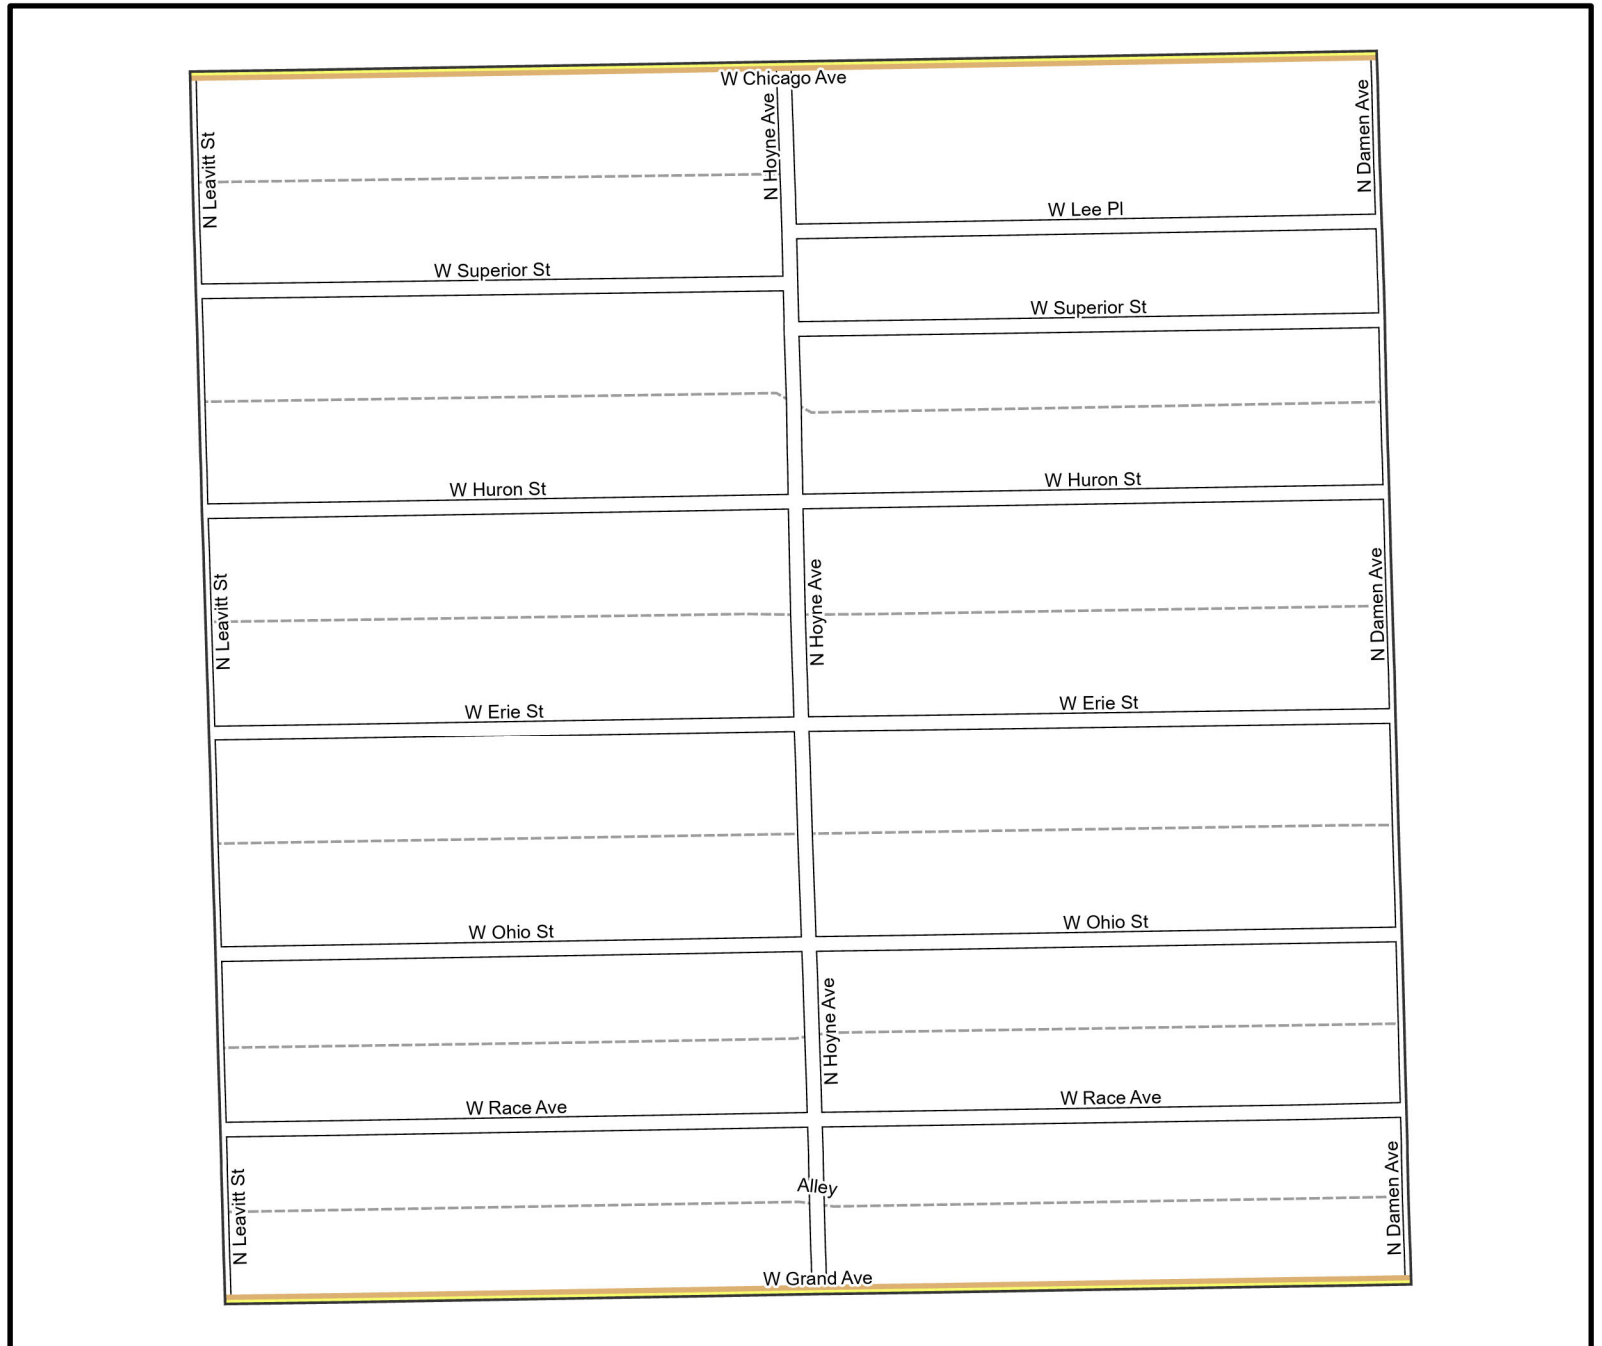 W Chicago Ave
N Leavitt St
N Hoyne Ave
N Damen Ave
W Lee Pl
W Superior St
W Superior St
W Huron St
W Huron St
N Leavitt St
N Hoyne Ave
N Damen Ave
W Erie St
W Erie St
W Ohio St
W Ohio St
N Hoyne Ave
W Race Ave
W Race Ave
N Leavitt St
Alley
N Damen Ave
W Grand Ave